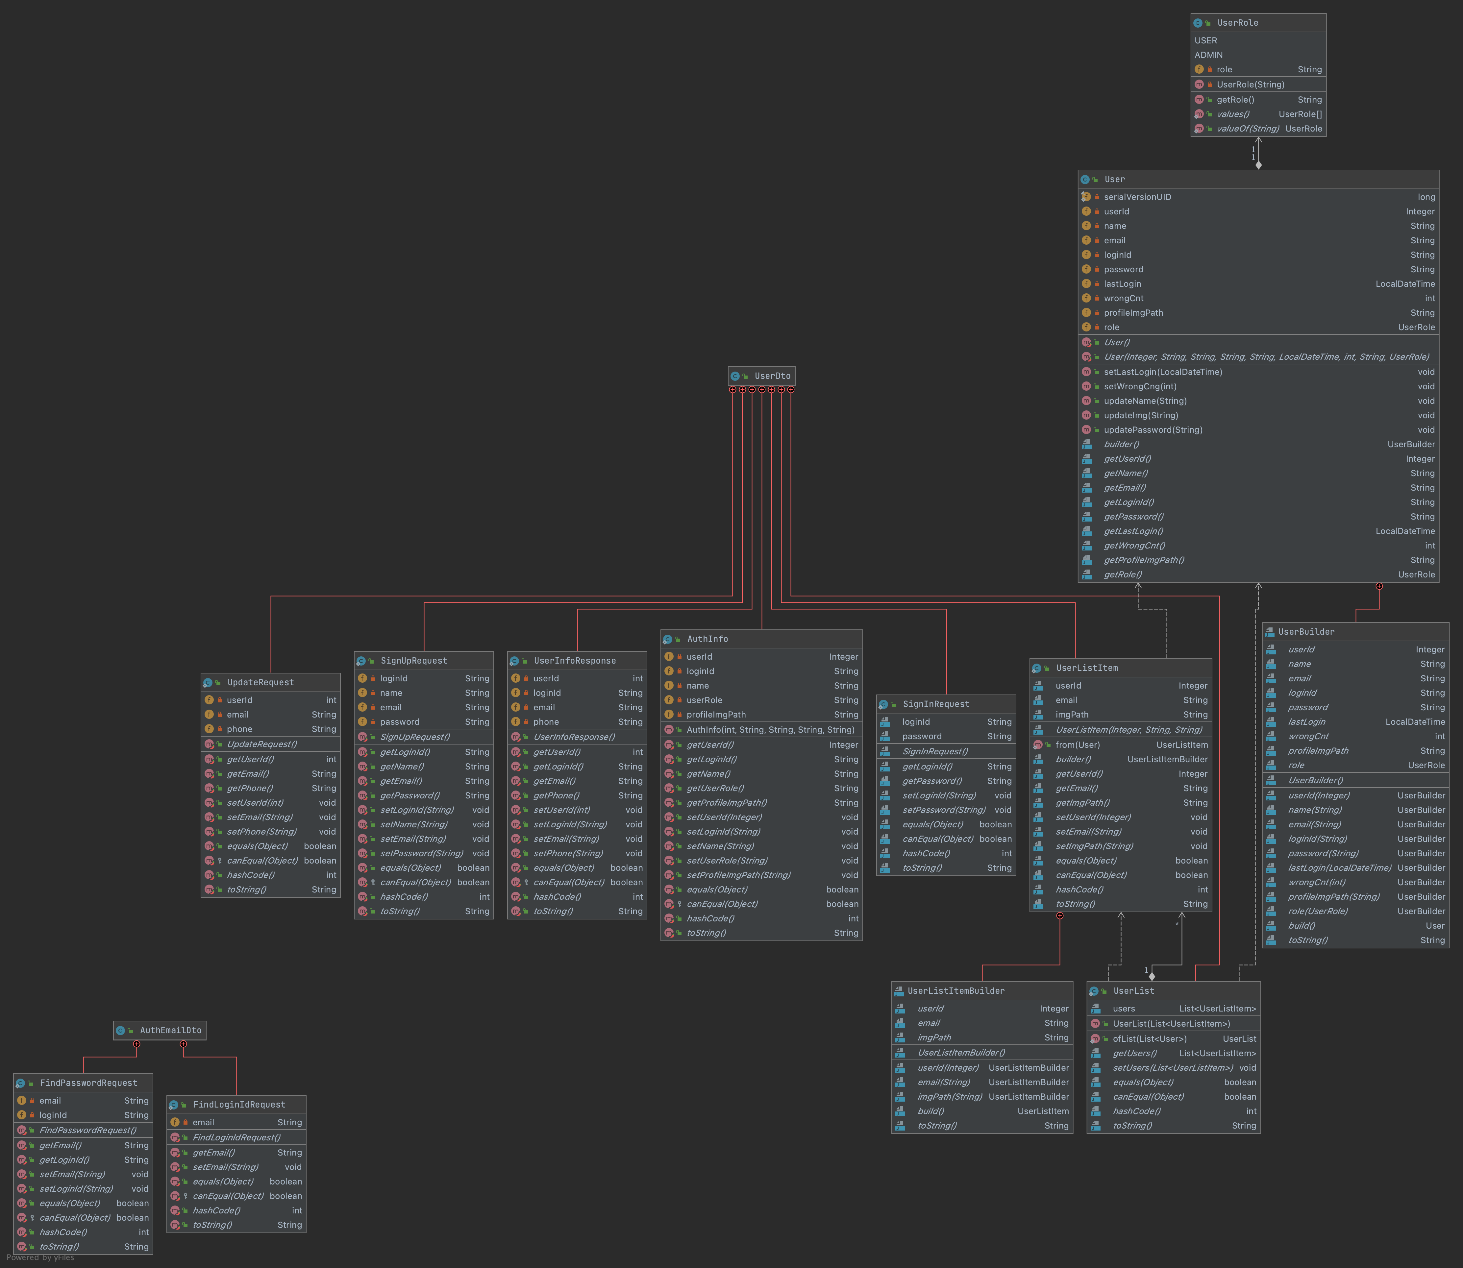 UserRole
USER
ADMIN
role String
UserRole(String)
getRole() String
values() UserRole[]
valueOf(String) UserRole
1
1
User
serialVersionUID long
userId Integer
name String
email String
loginId String
password String
lastLogin LocalDateTime
wrongCnt int
profileImgPath String
role UserRole
User()
User(Integer, String, String, String, String, LocalDateTime, int, String, UserRole)
setLastLogin(LocalDateTime) void
setWrongCng(int) void
updateName(String) void
updateImg(String) void
updatePassword(String) void
builder() UserBuilder
getUserId() Integer
getName() String
getEmail() String
getLoginId() String
getPassword() String
getLastLogin() LocalDateTime
getWrongCnt() int
getProfileImgPath() String
getRole() UserRole
UserDto
UpdateRequest
userId int
email String
phone String
UpdateRequest()
getUserId() int
getEmail() String
getPhone() String
setUserId(int) void
setEmail(String) void
setPhone(String) void
equals(Object) boolean
canEqual(Object) boolean
hashCode() int
toString() String
SignUpRequest
loginId String
name String
email String
password String
SignUpRequest()
getLoginId() String
getName() String
getEmail() String
getPassword() String
setLoginId(String) void
setName(String) void
setEmail(String) void
setPassword(String) void
equals(Object) boolean
canEqual(Object) boolean
hashCode() int
toString() String
UserInfoResponse
userId int
loginId String
email String
phone String
UserInfoResponse()
getUserId() int
getLoginId() String
getEmail() String
getPhone() String
setUserId(int) void
setLoginId(String) void
setEmail(String) void
setPhone(String) void
equals(Object) boolean
canEqual(Object) boolean
hashCode() int
toString() String
AuthInfo
userId Integer
loginId String
name String
userRole String
profileImgPath String
AuthInfo(int, String, String, String, String)
getUserId() Integer
getLoginId() String
getName() String
getUserRole() String
getProfileImgPath() String
setUserId(Integer) void
setLoginId(String) void
setName(String) void
setUserRole(String) void
setProfileImgPath(String) void
equals(Object) boolean
canEqual(Object) boolean
hashCode() int
toString() String
SignInRequest
loginId String
password String
SignInRequest()
getLoginId() String
getPassword() String
setLoginId(String) void
setPassword(String) void
equals(Object) boolean
canEqual(Object) boolean
hashCode() int
toString() String
UserListItem
userId Integer
email String
imgPath String
UserListItem(Integer, String, String)
from(User) UserListItem
builder() UserListItemBuilder
getUserId() Integer
getEmail() String
getImgPath() String
setUserId(Integer) void
setEmail(String) void
setImgPath(String) void
equals(Object) boolean
canEqual(Object) boolean
hashCode() int
toString() String
UserBuilder
userId Integer
name String
email String
loginId String
password String
lastLogin LocalDateTime
wrongCnt int
profileImgPath String
role UserRole
UserBuilder()
userId(Integer) UserBuilder
name(String) UserBuilder
email(String) UserBuilder
loginId(String) UserBuilder
password(String) UserBuilder
lastLogin(LocalDateTime) UserBuilder
wrongCnt(int) UserBuilder
profileImgPath(String) UserBuilder
role(UserRole) UserBuilder
build() User
toString() String
*
1
UserListItemBuilder
userId Integer
email String
imgPath String
UserListItemBuilder()
userId(Integer) UserListItemBuilder
email(String) UserListItemBuilder
imgPath(String) UserListItemBuilder
build() UserListItem
toString() String
UserList
users List<UserListItem>
UserList(List<UserListItem>)
ofList(List<User>) UserList
getUsers() List<UserListItem>
setUsers(List<UserListItem>) void
equals(Object) boolean
canEqual(Object) boolean
hashCode() int
toString() String
AuthEmailDto
FindPasswordRequest
email String
loginId String
FindPasswordRequest()
getEmail() String
getLoginId() String
setEmail(String) void
setLoginId(String) void
equals(Object) boolean
canEqual(Object) boolean
hashCode() int
toString() String
FindLoginIdRequest
email String
FindLoginIdRequest()
getEmail() String
setEmail(String) void
equals(Object) boolean
canEqual(Object) boolean
hashCode() int
toString() String
Powered by yFiles